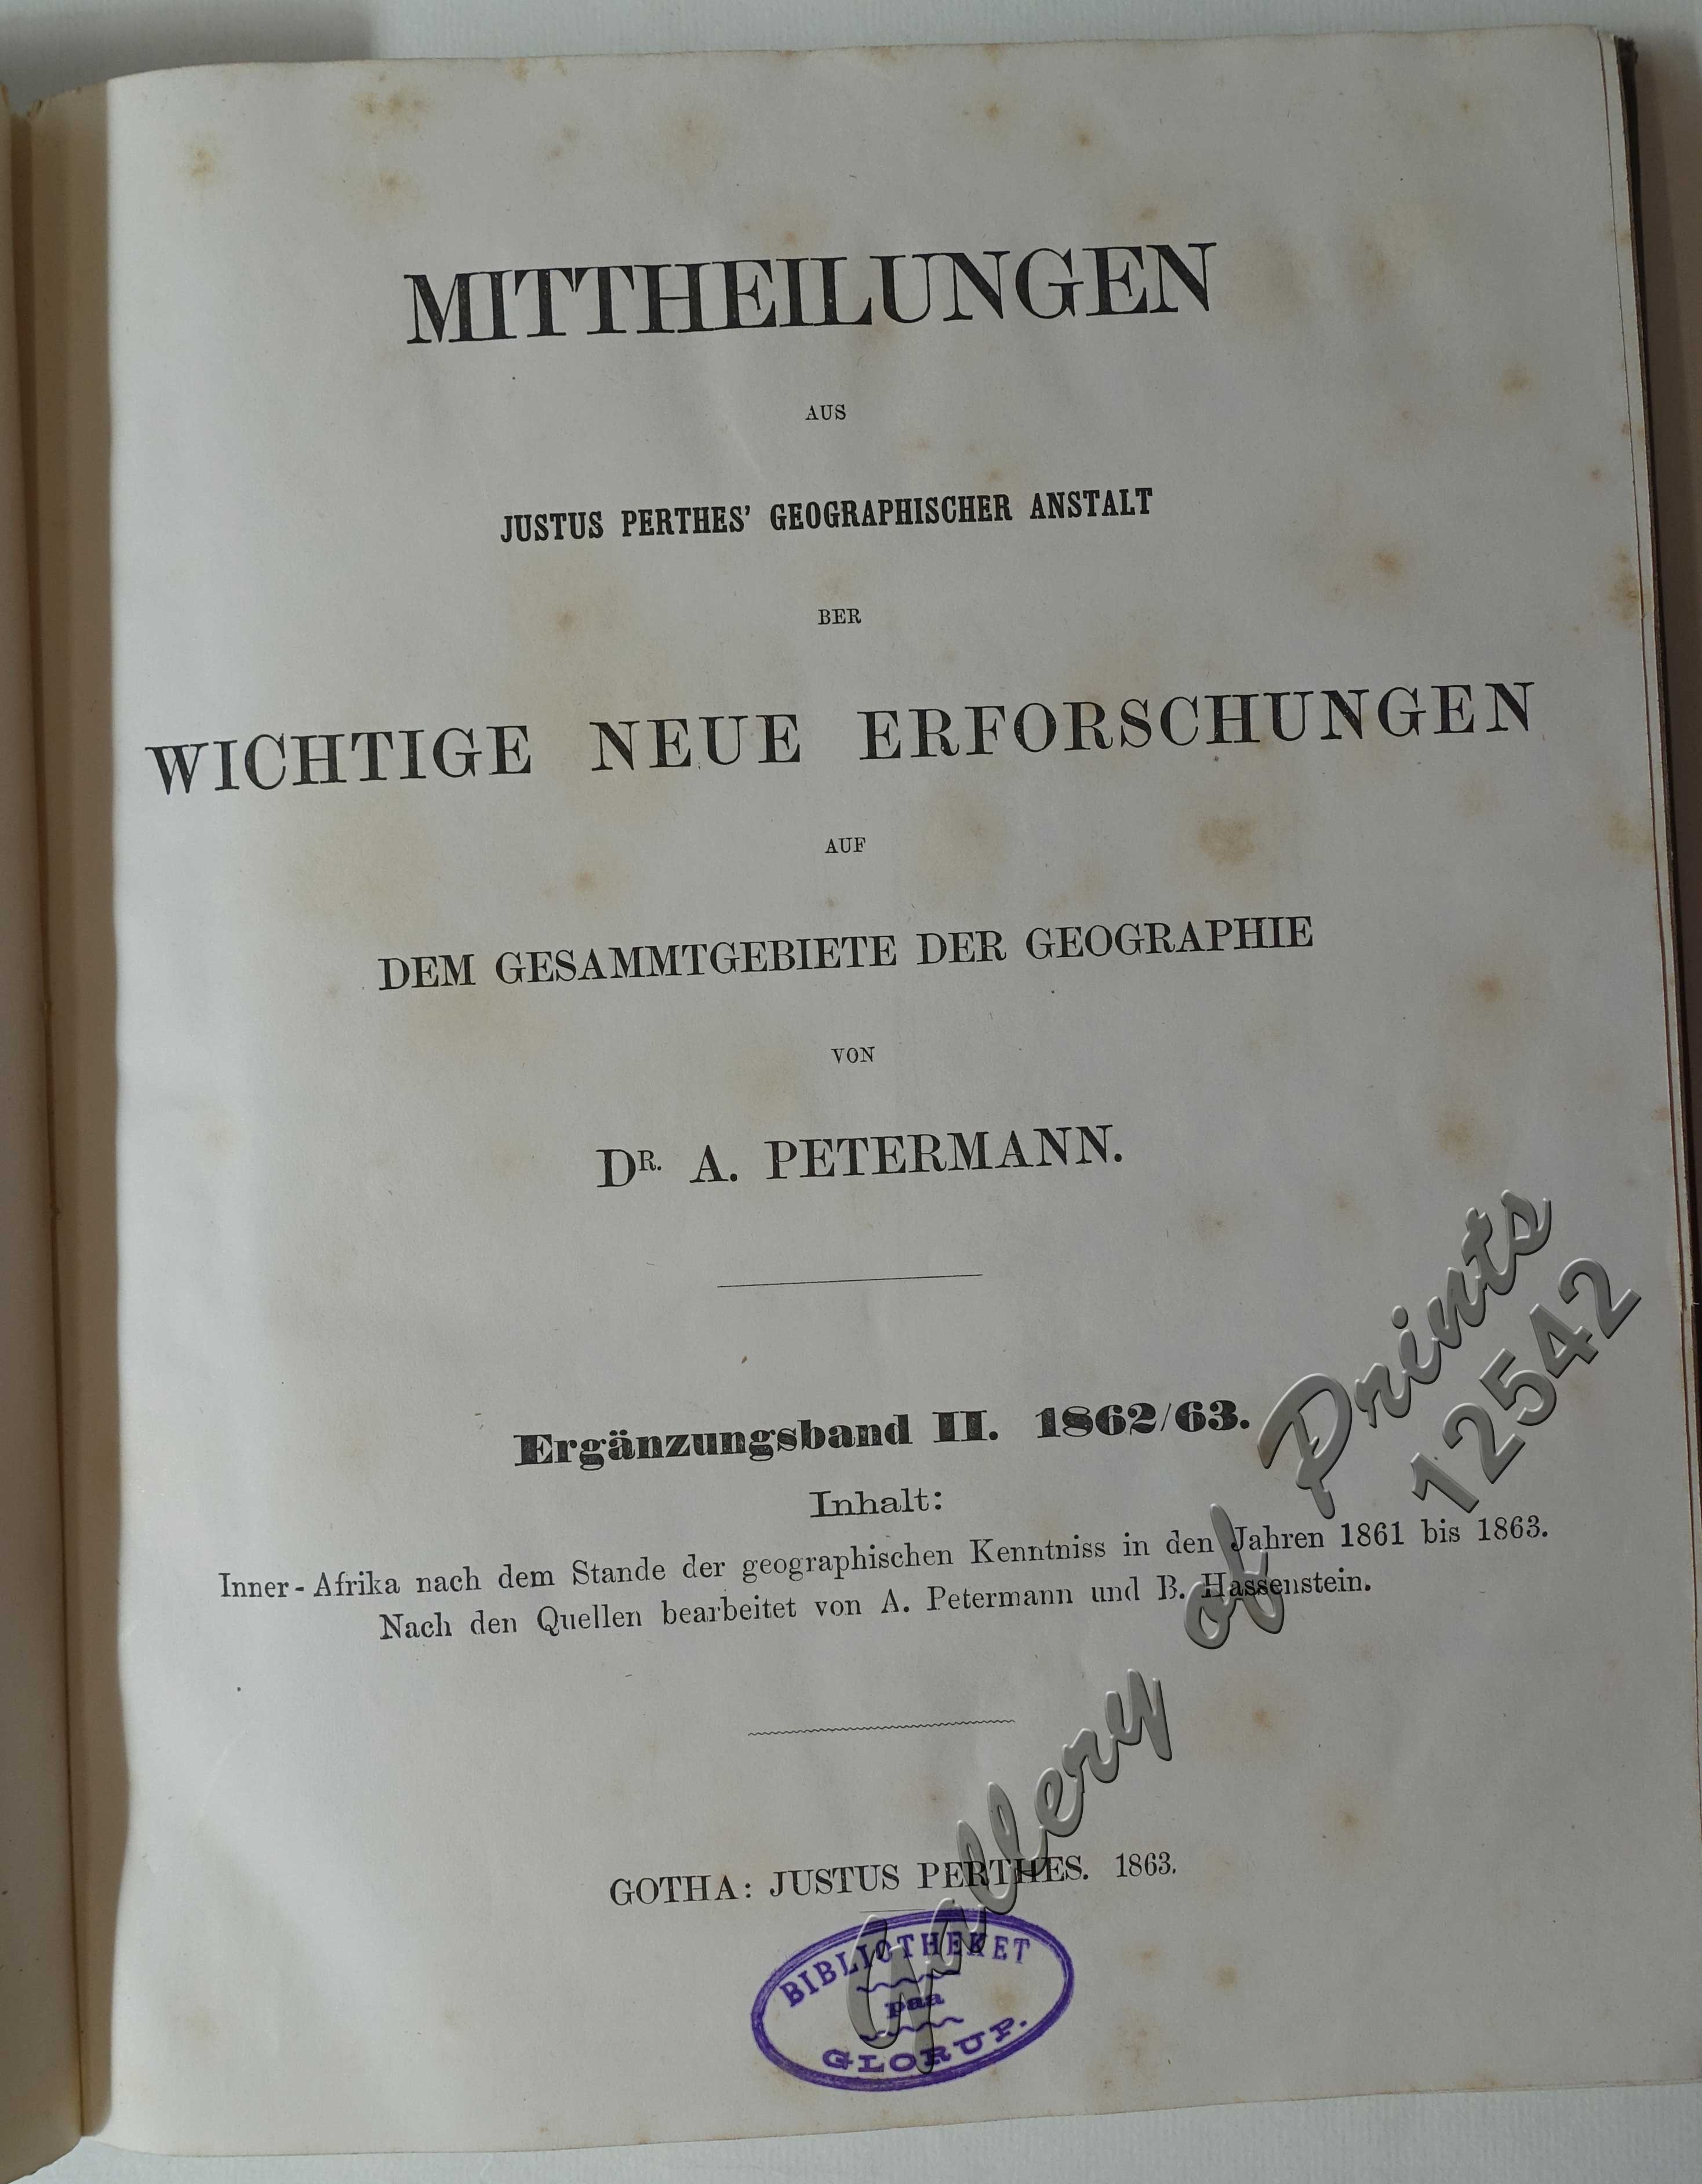 MITTHEILUNGEN
AUS
JUSTUS PERTHES' GEOGRAPHISCHER ANSTALT
BER
WICHTIGE NEUE ERFORSCHUNGEN
AUF
DEM GESAMMTGEBIETE DER GEOGRAPHIE
VON
DR. A. PETERMANN.
Ergänzungsband II. 1862/63.
Inhalt:
Inner-Afrika nach dem Stande der geographischen Kenntniss in den Jahren 1861 bis 1863.
Nach den Quellen bearbeitet von A. Petermann und B. Hassenstein.
GOTHA: JUSTUS PERTHES. 1863.
BIBLIOTHEKET
paa
GLORUP.
Gallery of Prints
12542